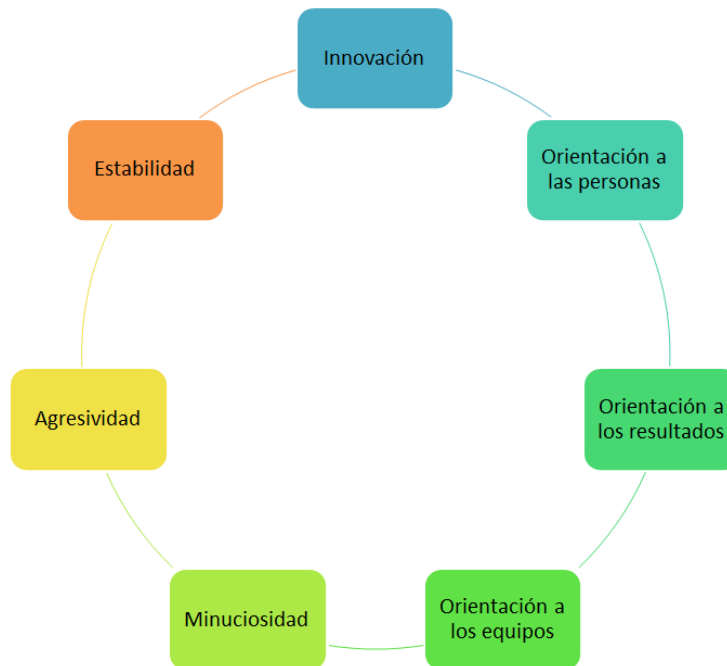 Innovación
Orientación a
las personas
Orientación a
los resultados
Orientación a
los equipos
Minuciosidad
Agresividad
Estabilidad